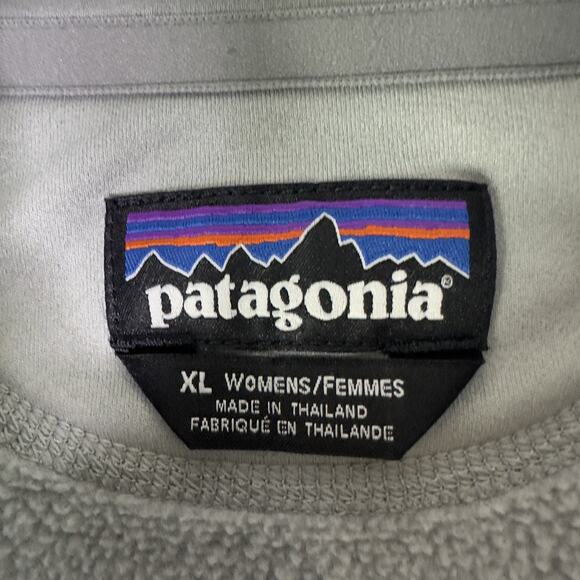 patagonia®
XL WOMENS/FEMMES
MADE IN THAILAND
FABRIQUÉ EN THAILANDE